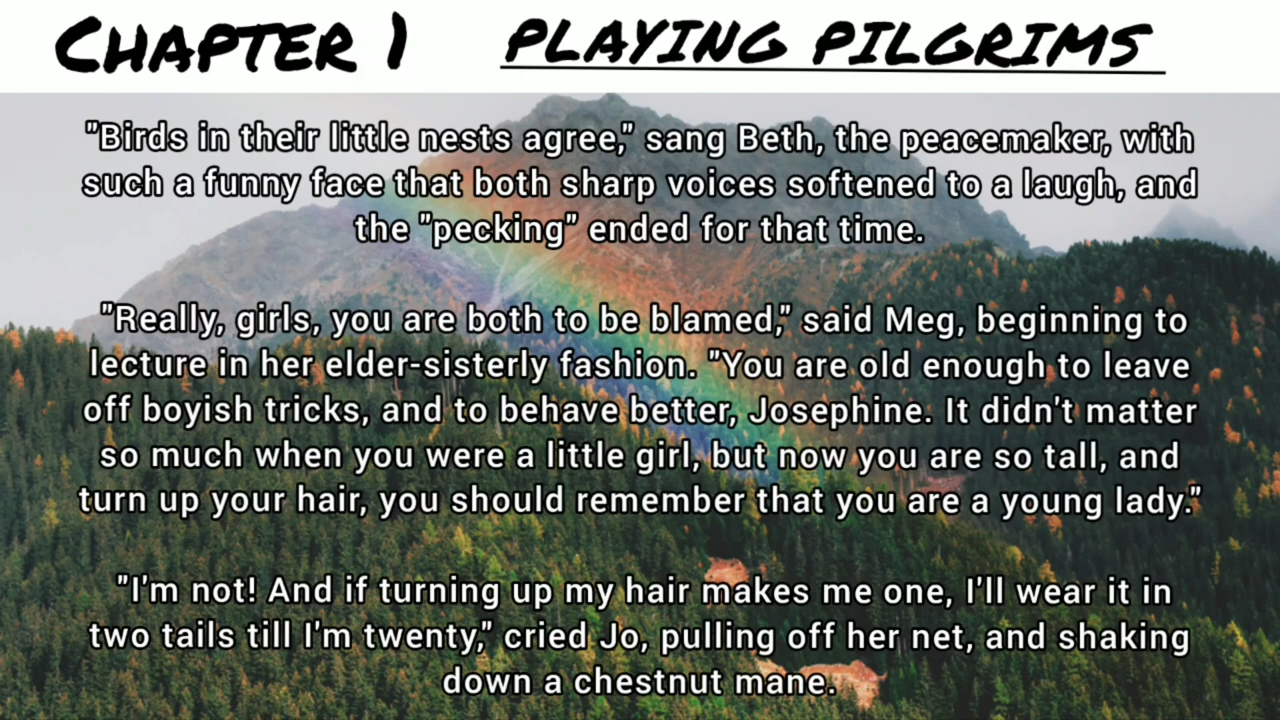 CHAPTER 1 PLAYING PILGRIMS
"Birds in their little nests agree," sang Beth, the peacemaker, with
such a funny face that both sharp voices softened to a laugh, and
the "pecking" ended for that time.
"Really, girls, you are both to be blamed," said Meg, beginning to
lecture in her elder-sisterly fashion. "You are old enough to leave
off boyish tricks, and to behave better, Josephine. It didn't matter
so much when you were a little girl, but now you are so tall, and
turn up your hair, you should remember that you are a young lady."
"I'm not! And if turning up my hair makes me one, I'll wear it in
two tails till I'm twenty," cried Jo, pulling off her net, and shaking
down a chestnut mane.